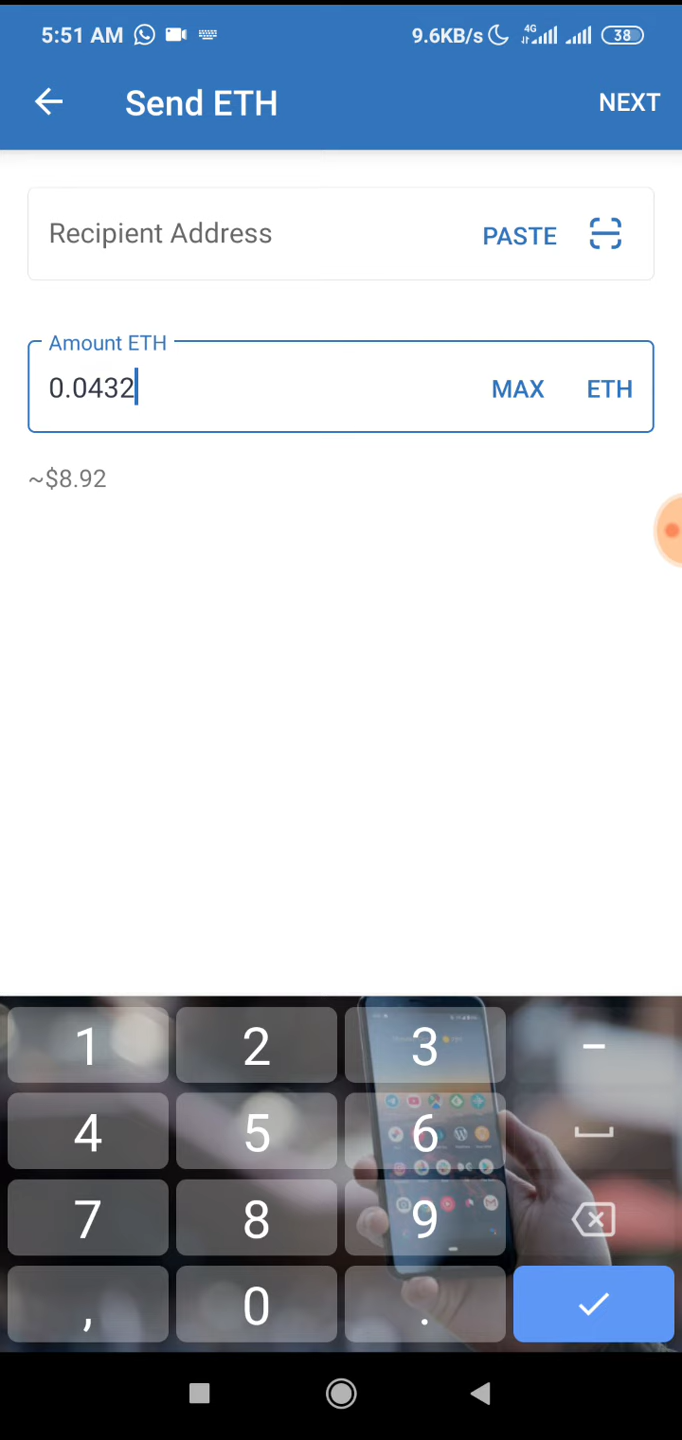 5:51 AM 9.6KB/s 4G 38
Send ETH NEXT
Recipient Address PASTE
Amount ETH
0.0432 MAX ETH
~$8.92
1 2 3 -
4 5 6
7 8 9
, 0 .